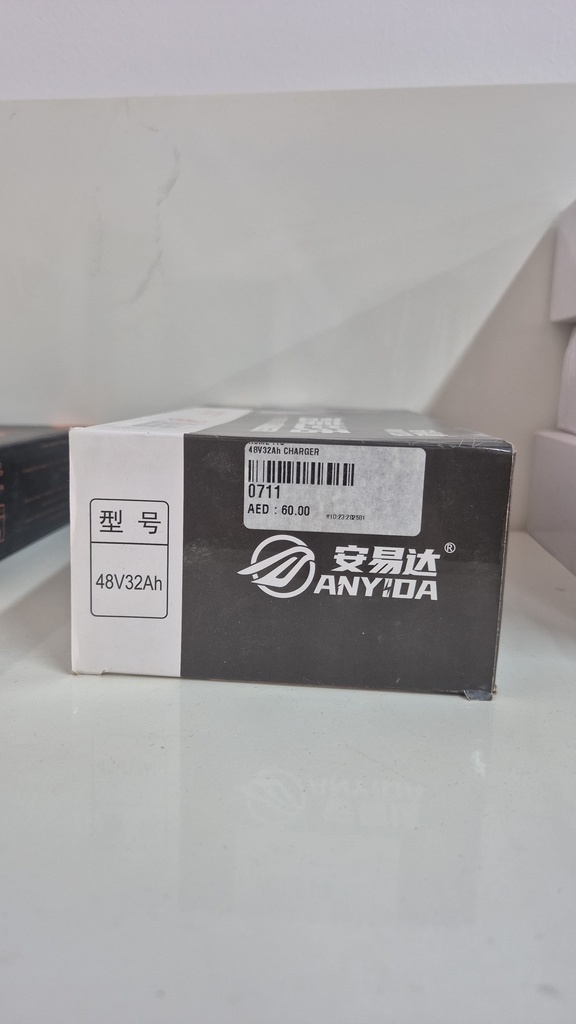 48V32Ah CHARGER
0711
AED : 60.00
型 号
48V32Ah
安易达®
ANYIDA